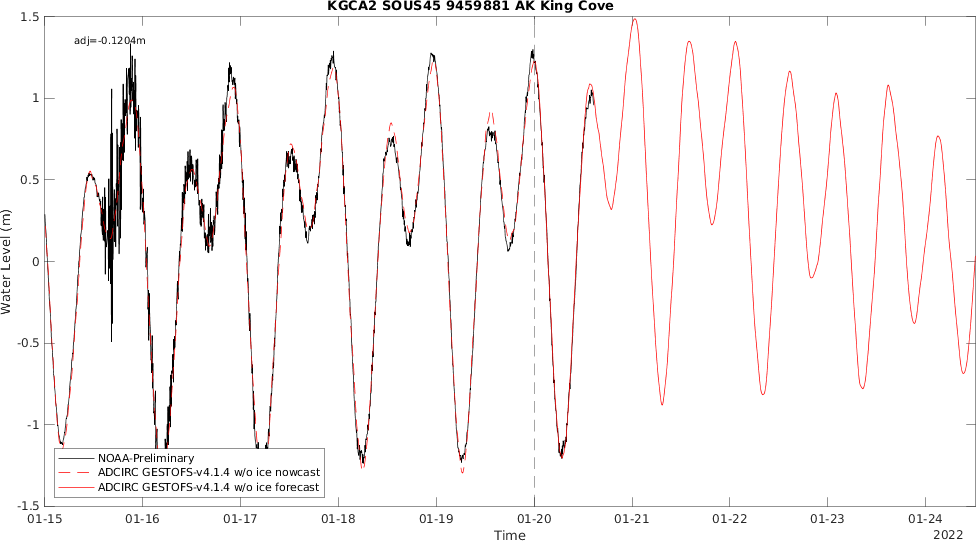 KGCA2 SOUS45 9459881 AK King Cove
adj=-0.1204m
1.5
1
0.5
0
-0.5
-1
-1.5
Water Level (m)
NOAA-Preliminary
ADCIRC GESTOFS-v4.1.4 w/o ice nowcast
ADCIRC GESTOFS-v4.1.4 w/o ice forecast
01-15 01-16 01-17 01-18 01-19 01-20 01-21 01-22 01-23 01-24
Time
2022